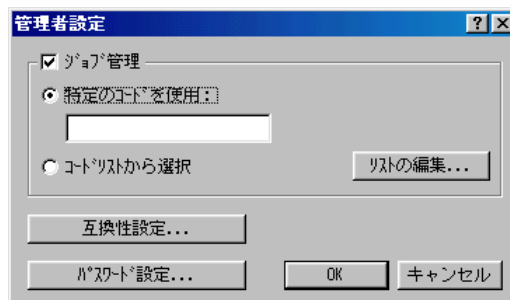 管理者設定
ｼﾞｮﾌﾞ管理
特定のｺｰﾄﾞを使用：
ｺｰﾄﾞﾘｽﾄから選択
ﾘｽﾄの編集...
互換性設定...
ﾊﾟｽﾜｰﾄﾞ設定...
OK
キャンセル